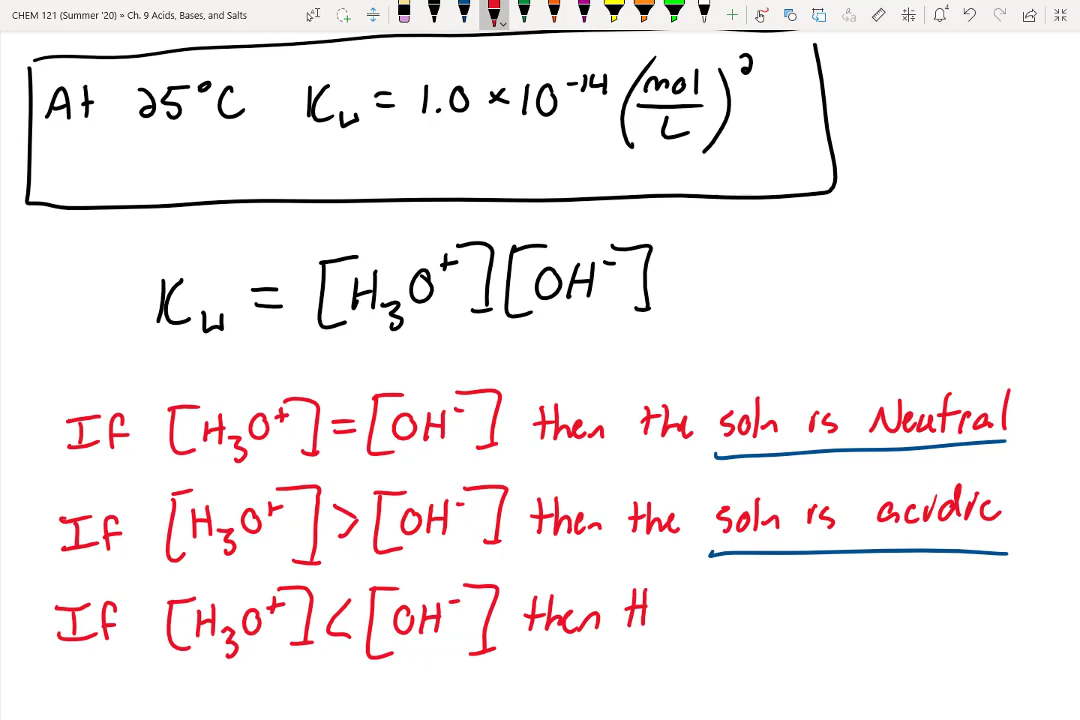 CHEM 121 (Summer '20) » Ch. 9 Acids, Bases, and Salts
At 25°C Kw = 1.0 × 10⁻¹⁴ (mol/L)²
Kw = [H₃O⁺][OH⁻]
If [H₃O⁺] = [OH⁻] then the soln is Neutral
If [H₃O⁺] > [OH⁻] then the soln is acidic
If [H₃O⁺] < [OH⁻] then H